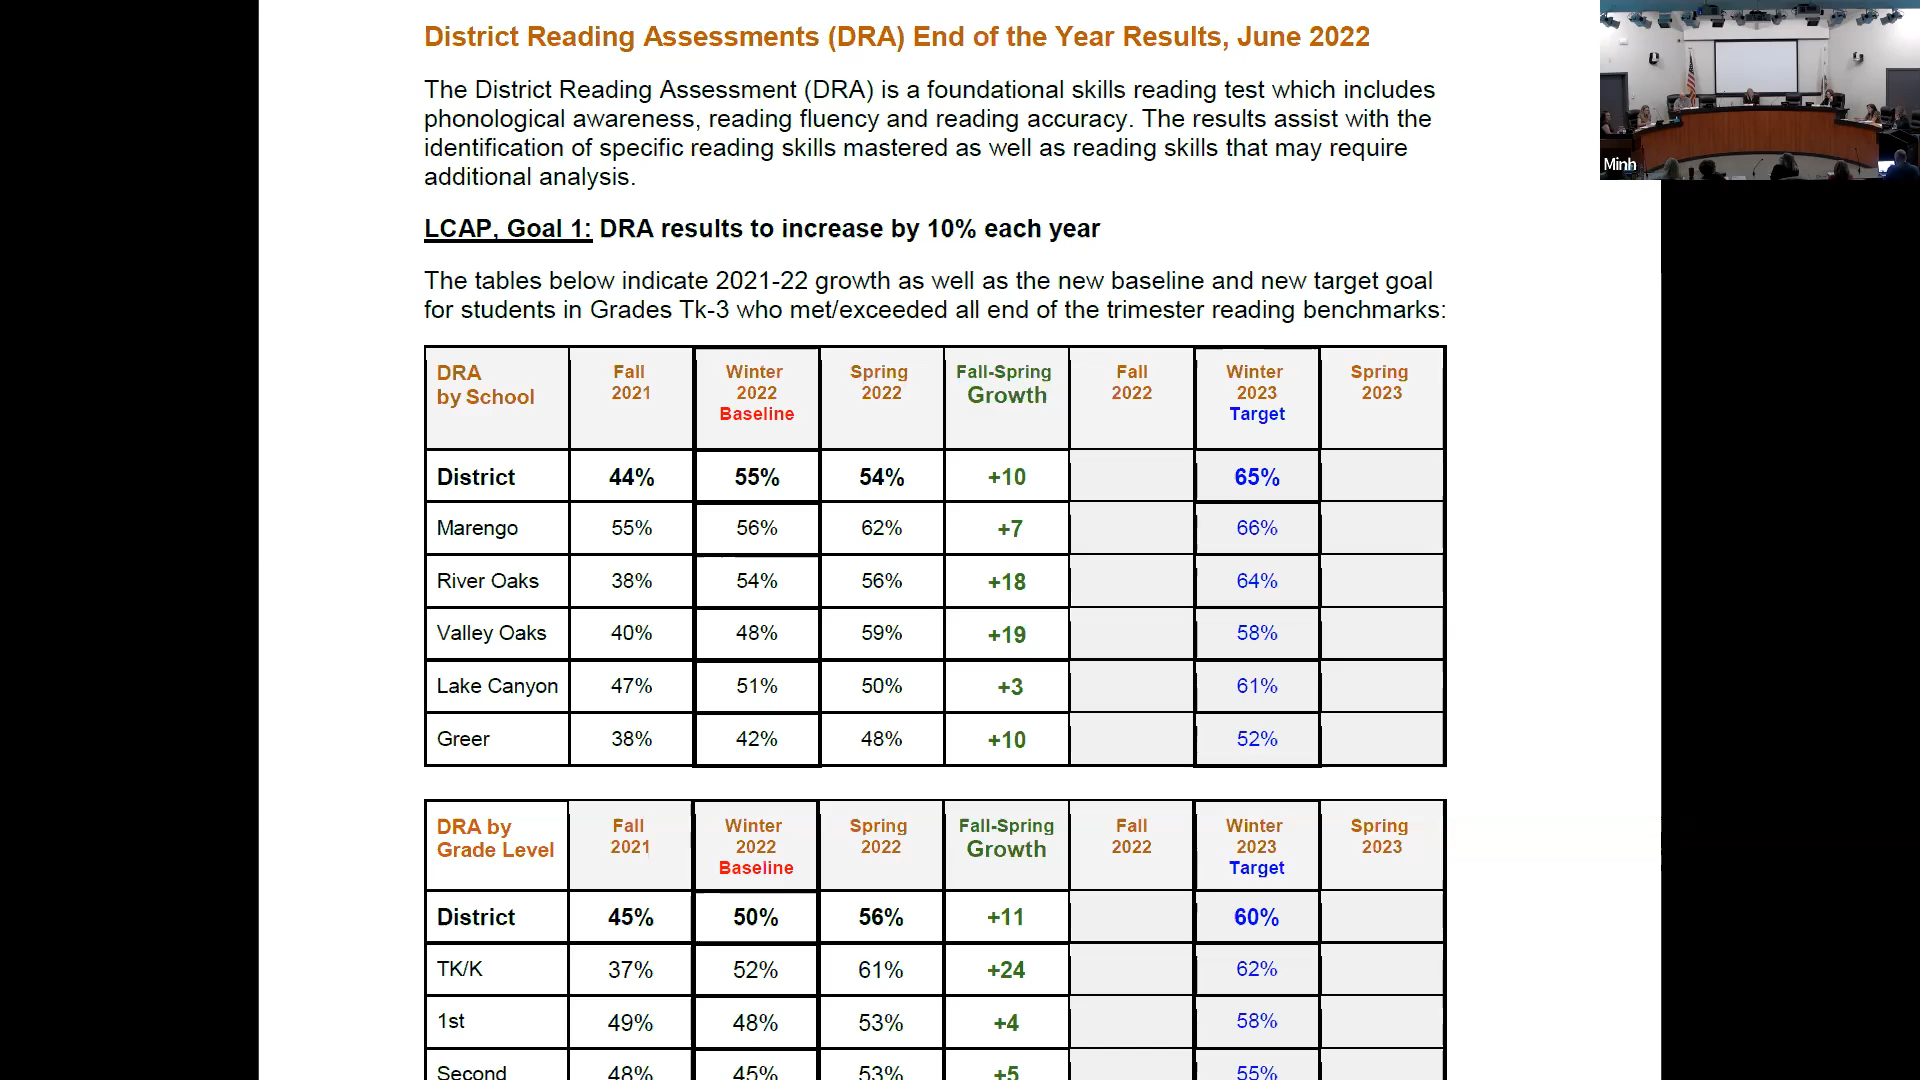 District Reading Assessments (DRA) End of the Year Results, June 2022
The District Reading Assessment (DRA) is a foundational skills reading test which includes
phonological awareness, reading fluency and reading accuracy. The results assist with the
identification of specific reading skills mastered as well as reading skills that may require
additional analysis.
LCAP, Goal 1: DRA results to increase by 10% each year
The tables below indicate 2021-22 growth as well as the new baseline and new target goal
for students in Grades Tk-3 who met/exceeded all end of the trimester reading benchmarks:
DRA by School Fall 2021 Winter 2022 Baseline Spring 2022 Fall-Spring Growth Fall 2022 Winter 2023 Target Spring 2023
District 44% 55% 54% +10 65%
Marengo 55% 56% 62% +7 66%
River Oaks 38% 54% 56% +18 64%
Valley Oaks 40% 48% 59% +19 58%
Lake Canyon 47% 51% 50% +3 61%
Greer 38% 42% 48% +10 52%
DRA by Grade Level Fall 2021 Winter 2022 Baseline Spring 2022 Fall-Spring Growth Fall 2022 Winter 2023 Target Spring 2023
District 45% 50% 56% +11 60%
TK/K 37% 52% 61% +24 62%
1st 49% 48% 53% +4 58%
Second 48% 45% 53% +5 55%
Minh